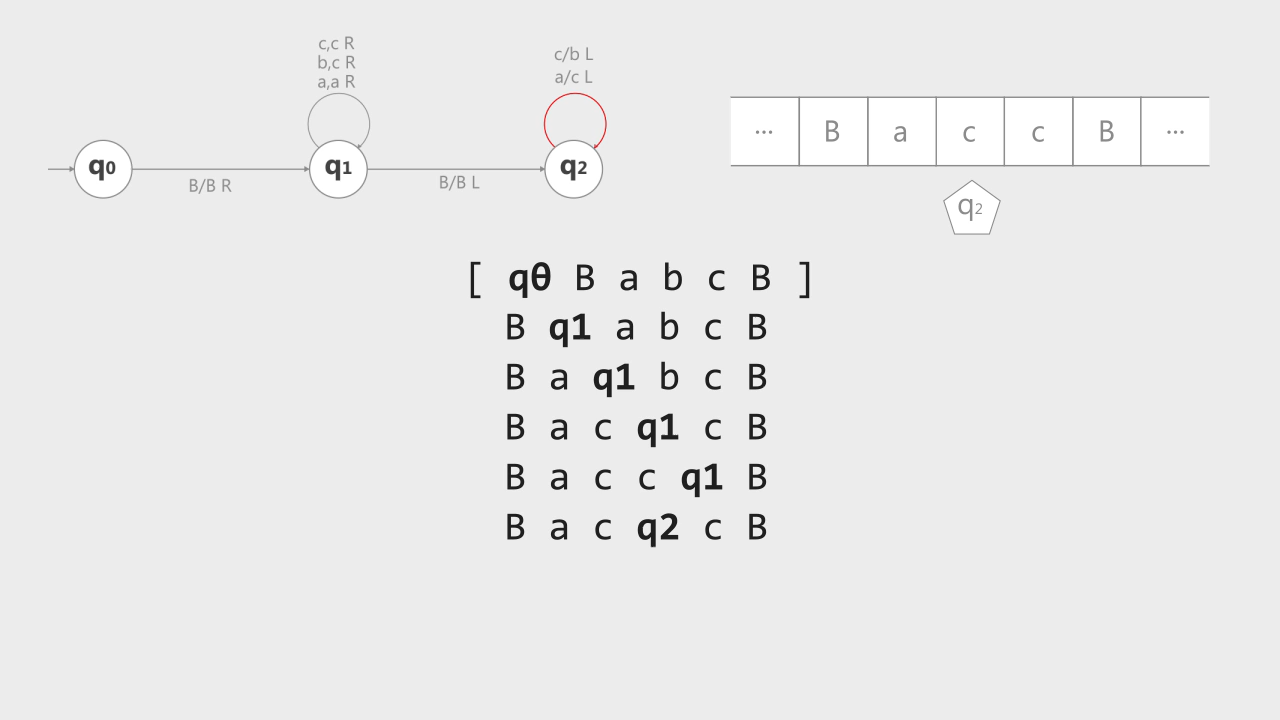 c,c R
b,c R
a,a R
c/b L
a/c L
q0
B/B R
q1
B/B L
q2
... B a c c B ...
q2
[ qθ B a b c B ]
B q1 a b c B
B a q1 b c B
B a c q1 c B
B a c c q1 B
B a c q2 c B